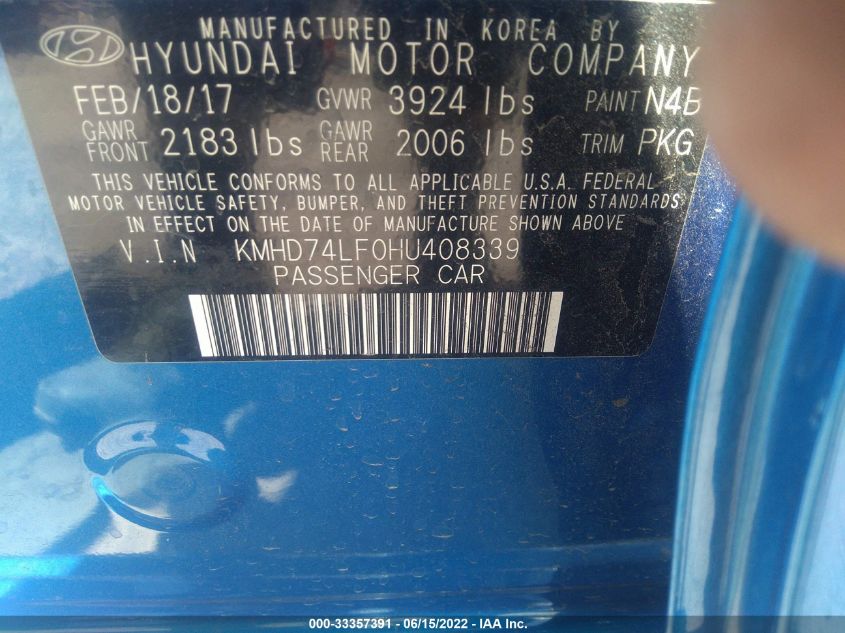 MANUFACTURED IN KOREA BY
HYUNDAI MOTOR COMPANY
FEB/18/17 GVWR 3924 lbs PAINT N4B
GAWR FRONT 2183 lbs GAWR REAR 2006 lbs TRIM PKG
THIS VEHICLE CONFORMS TO ALL APPLICABLE U.S.A. FEDERAL
MOTOR VEHICLE SAFETY, BUMPER, AND THEFT PREVENTION STANDARDS
IN EFFECT ON THE DATE OF MANUFACTURE SHOWN ABOVE
V.I.N KMHD74LF0HU408339
PASSENGER CAR
000-33357391 - 06/15/2022 - IAA Inc.